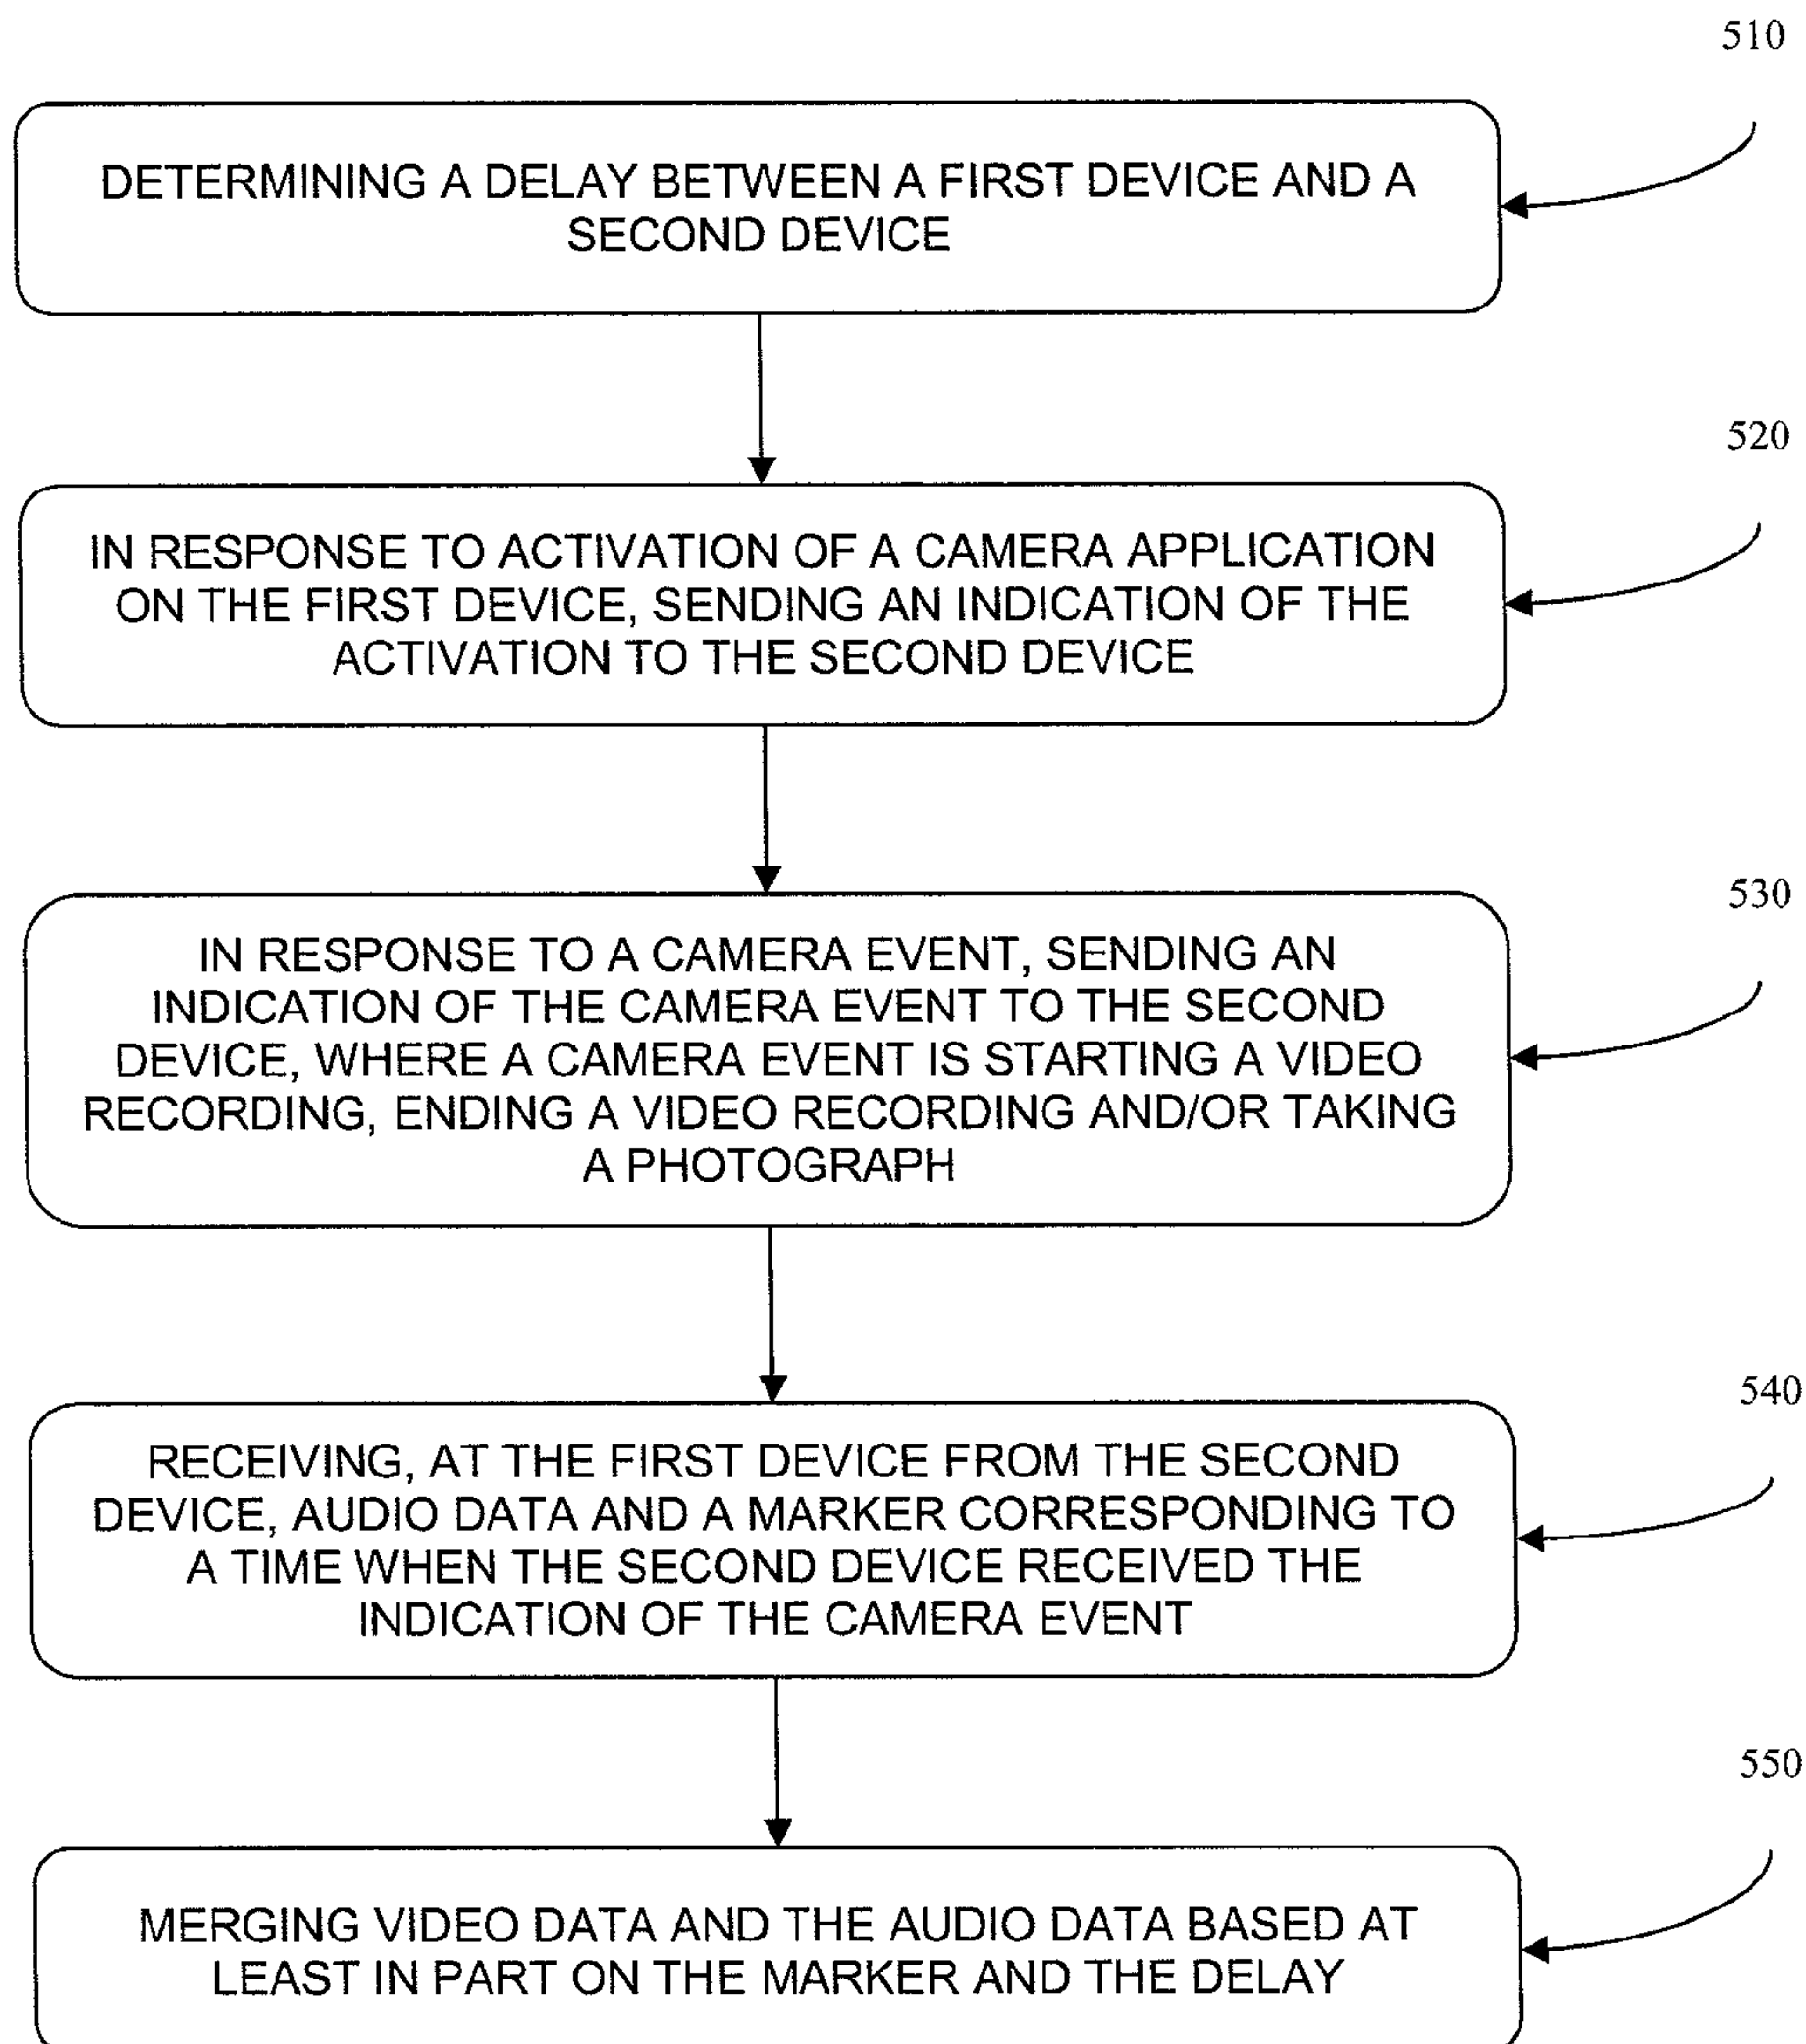 510
DETERMINING A DELAY BETWEEN A FIRST DEVICE AND A
SECOND DEVICE
520
IN RESPONSE TO ACTIVATION OF A CAMERA APPLICATION
ON THE FIRST DEVICE, SENDING AN INDICATION OF THE
ACTIVATION TO THE SECOND DEVICE
530
IN RESPONSE TO A CAMERA EVENT, SENDING AN
INDICATION OF THE CAMERA EVENT TO THE SECOND
DEVICE, WHERE A CAMERA EVENT IS STARTING A VIDEO
RECORDING, ENDING A VIDEO RECORDING AND/OR TAKING
A PHOTOGRAPH
540
RECEIVING, AT THE FIRST DEVICE FROM THE SECOND
DEVICE, AUDIO DATA AND A MARKER CORRESPONDING TO
A TIME WHEN THE SECOND DEVICE RECEIVED THE
INDICATION OF THE CAMERA EVENT
550
MERGING VIDEO DATA AND THE AUDIO DATA BASED AT
LEAST IN PART ON THE MARKER AND THE DELAY